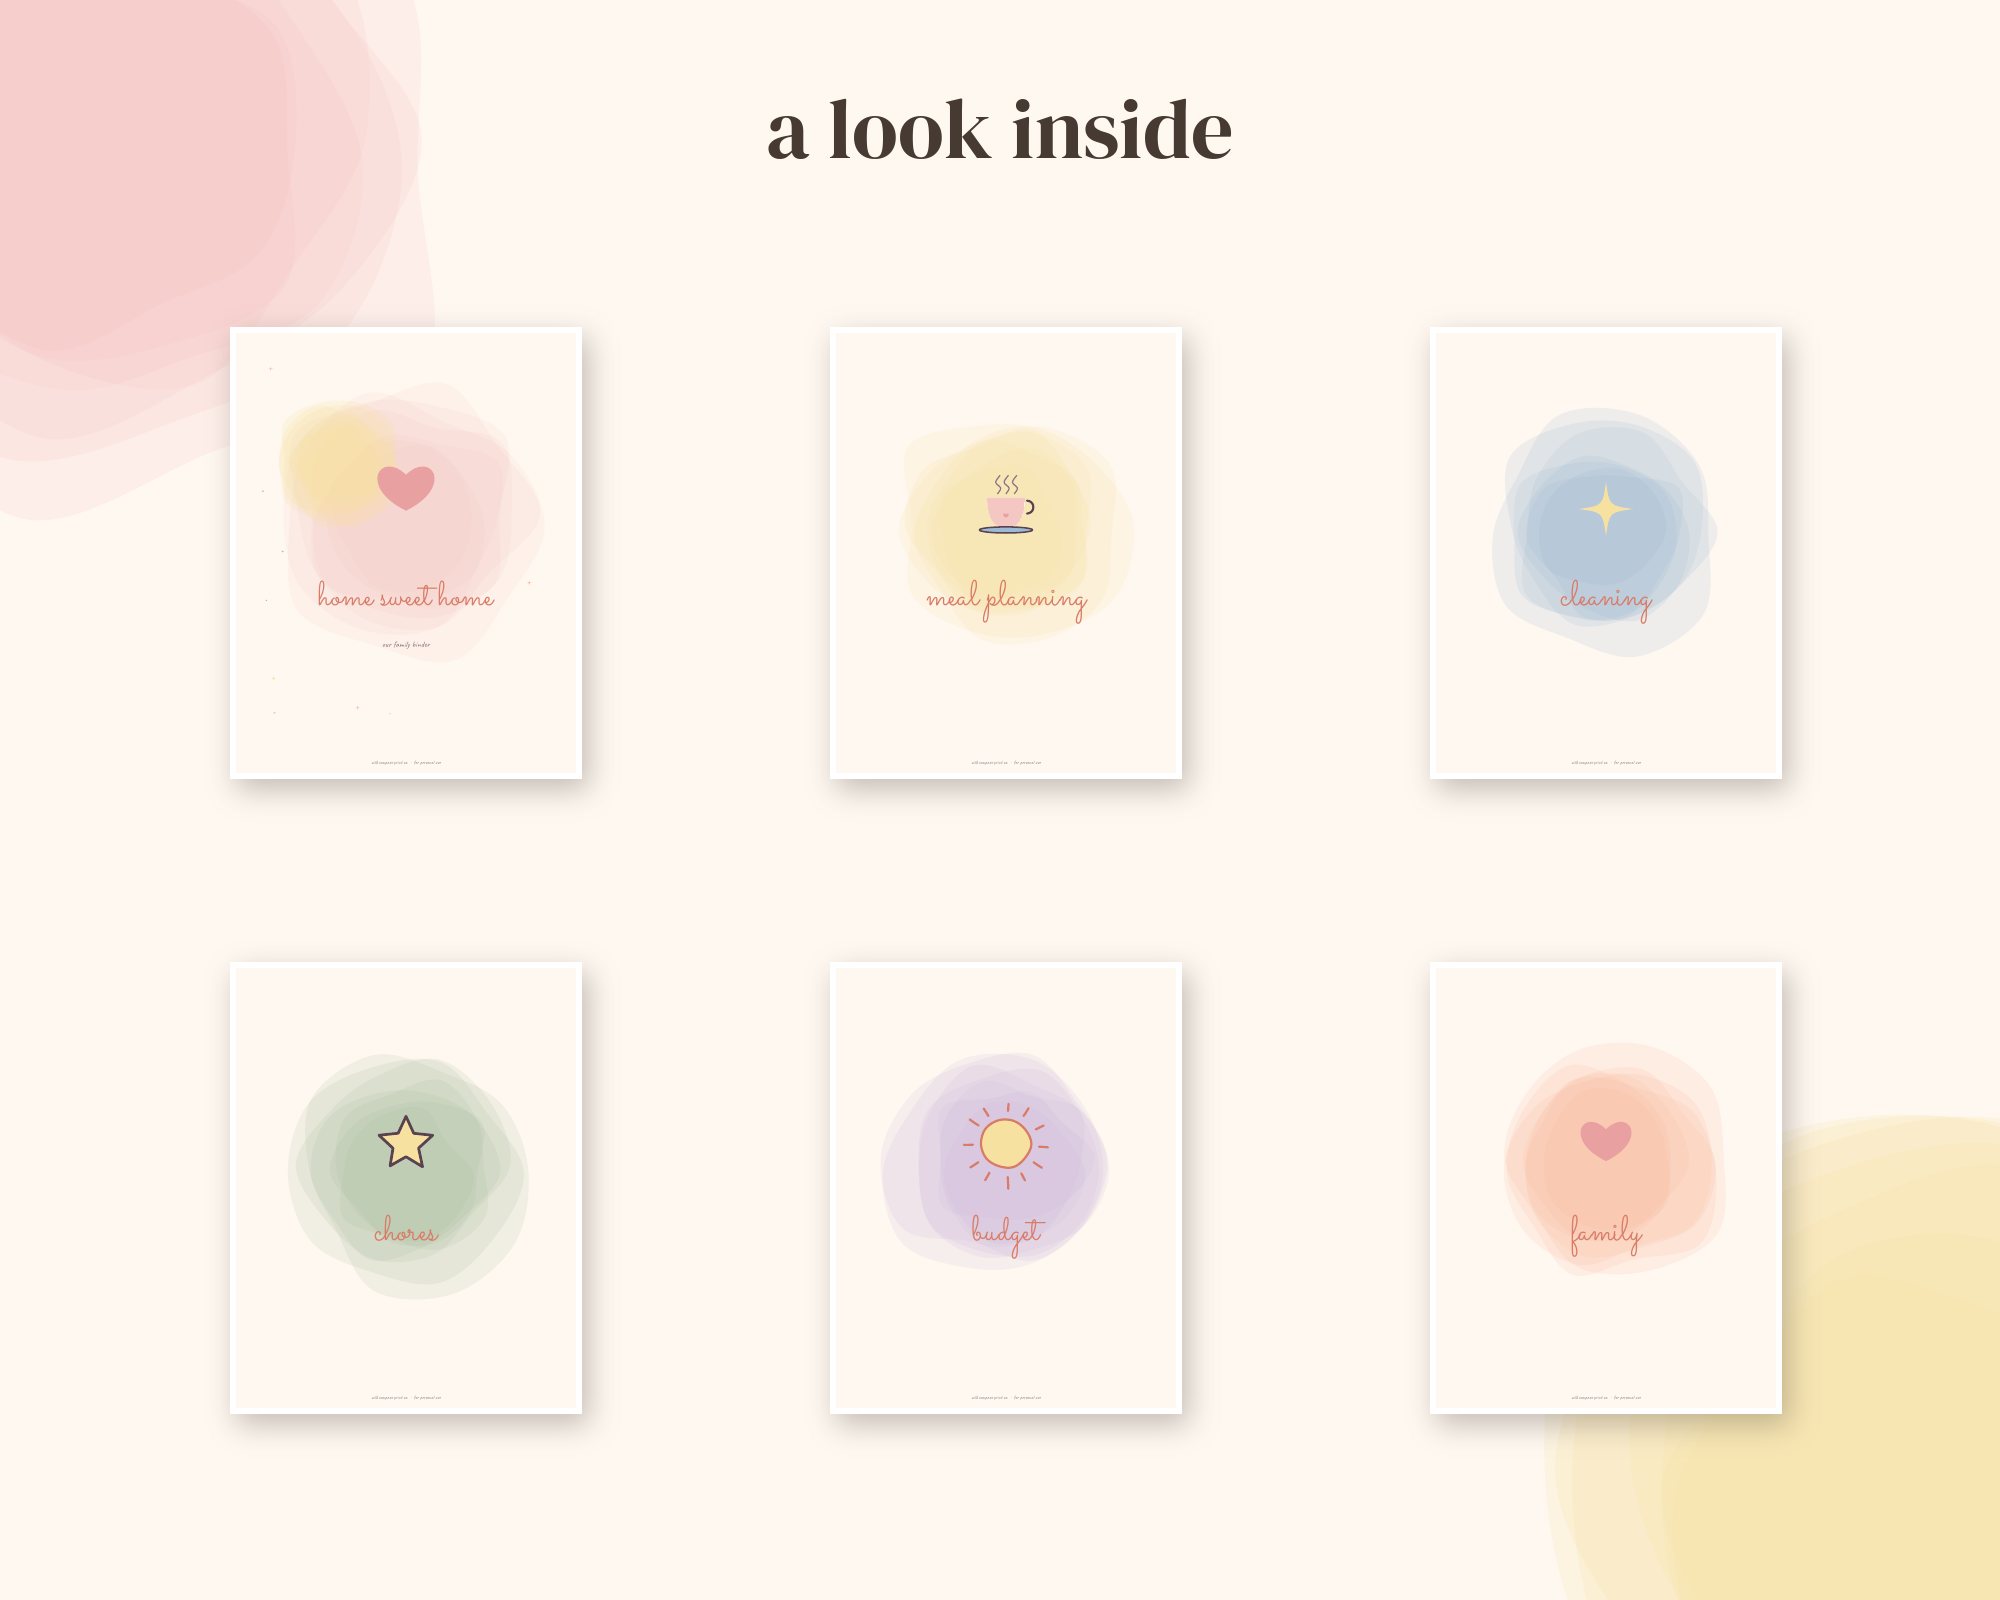 a look inside
home sweet home
our family binder
meal planning
cleaning
chores
budget
family